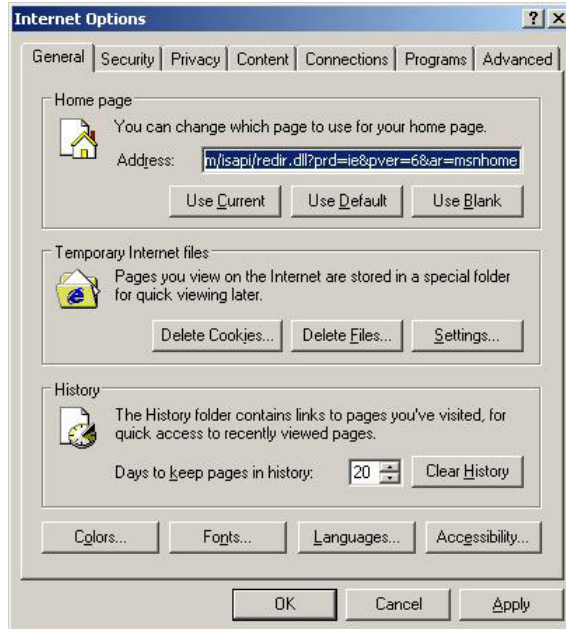 Internet Options
General Security Privacy Content Connections Programs Advanced
Home page
You can change which page to use for your home page.
Address: m/isapi/redir.dll?prd=ie&pver=6&ar=msnhome
Use Current Use Default Use Blank
Temporary Internet files
Pages you view on the Internet are stored in a special folder
for quick viewing later.
Delete Cookies... Delete Files... Settings...
History
The History folder contains links to pages you've visited, for
quick access to recently viewed pages.
Days to keep pages in history: 20 Clear History
Colors... Fonts... Languages... Accessibility...
OK Cancel Apply